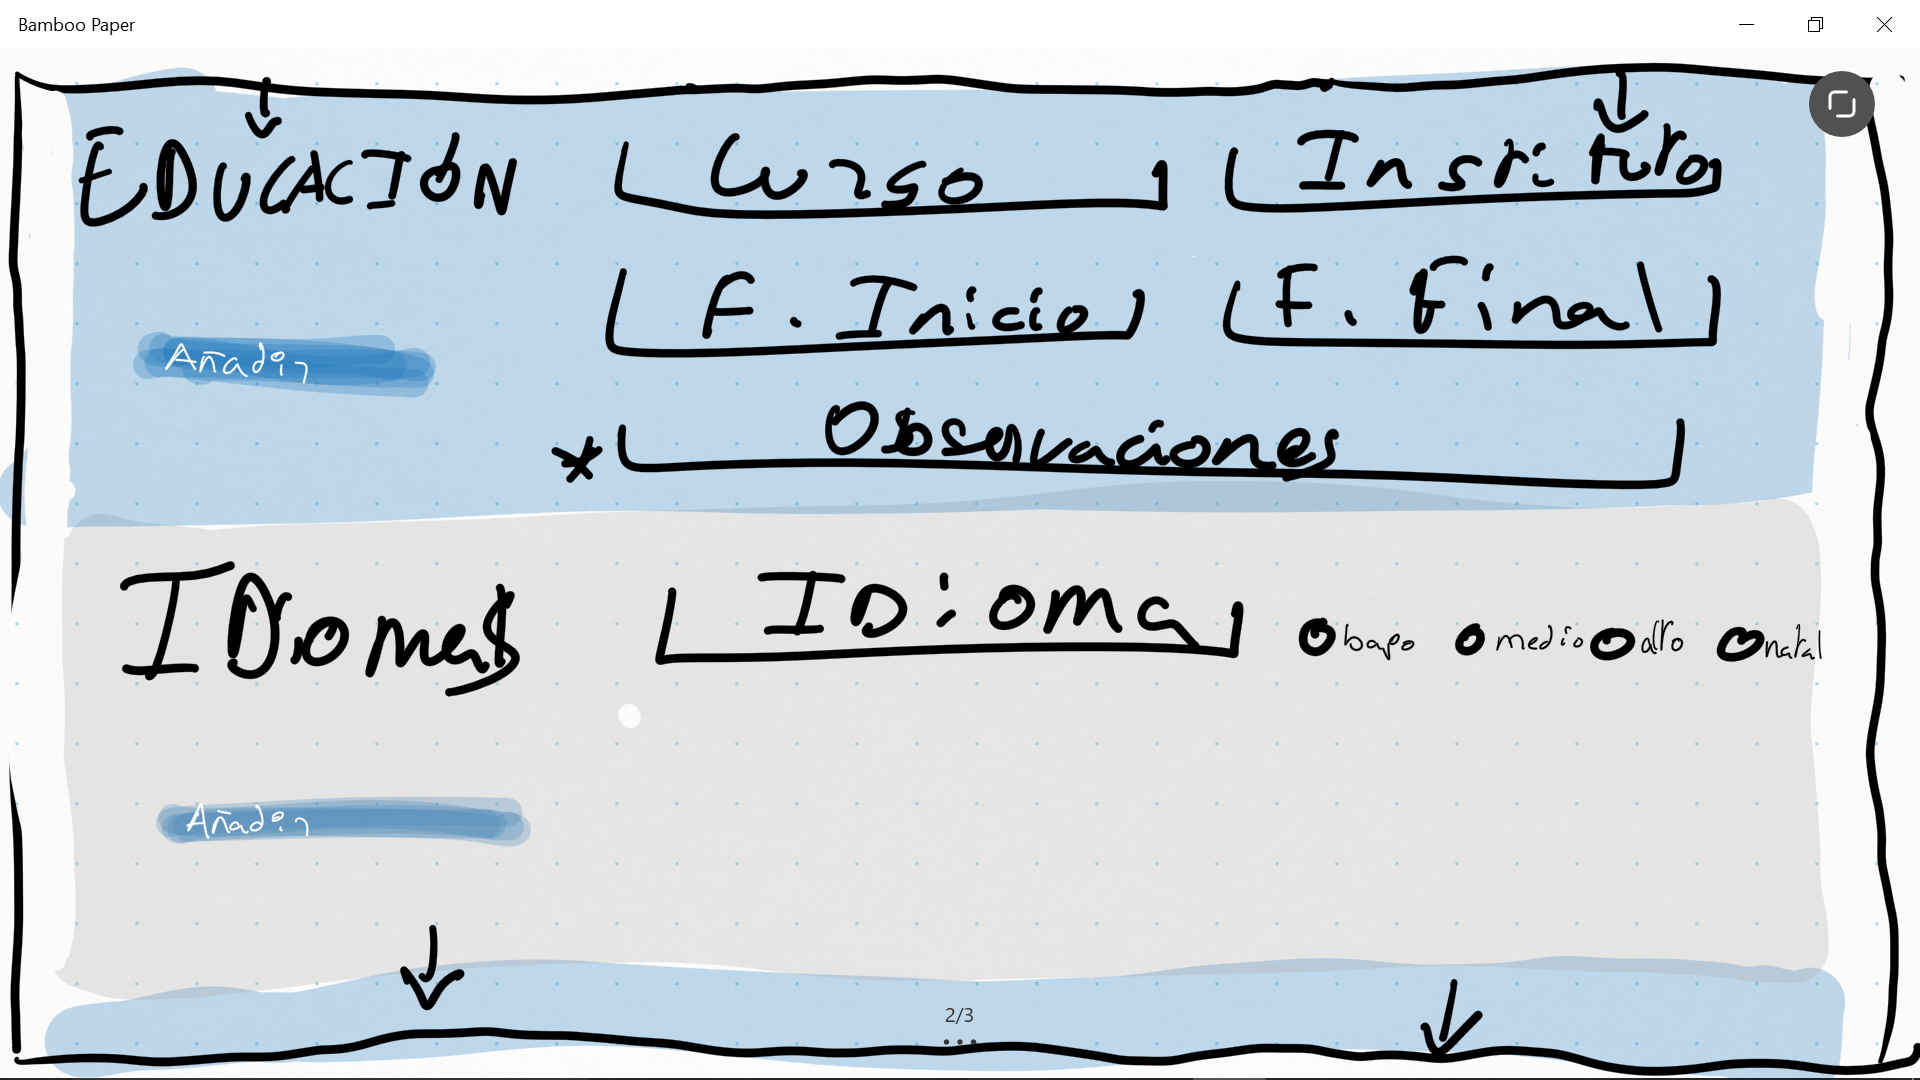 Bamboo Paper
EDUCACIÓN Curso Instituto
F. Inicio F. Final
Añadir
* Observaciones
IDiomas IDioma bajo medio alto natal
Añadir
2/3